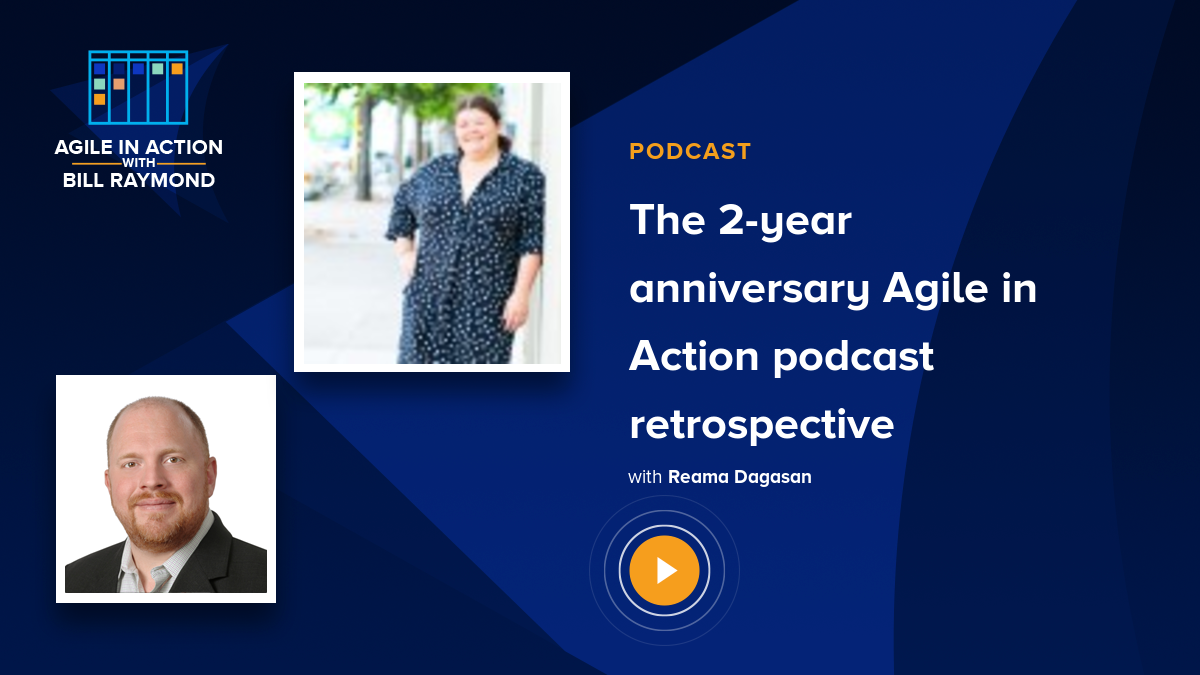 AGILE IN ACTION
WITH
BILL RAYMOND
PODCAST
The 2-year
anniversary Agile in
Action podcast
retrospective
with Reama Dagasan